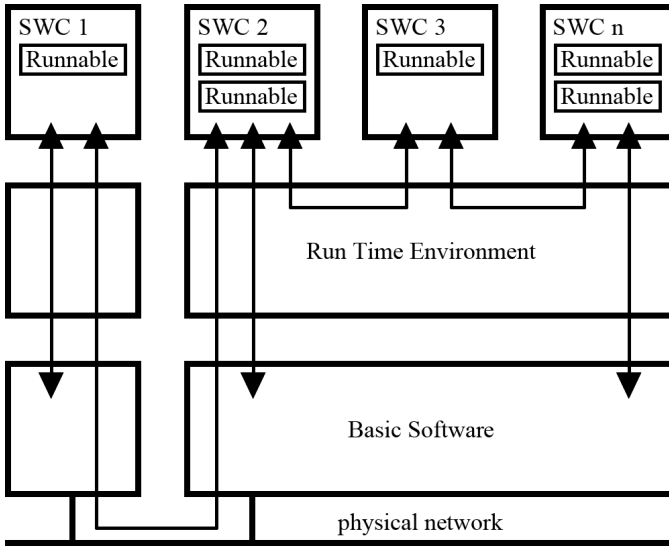 SWC 1
Runnable
SWC 2
Runnable
Runnable
SWC 3
Runnable
SWC n
Runnable
Runnable
Run Time Environment
Basic Software
physical network